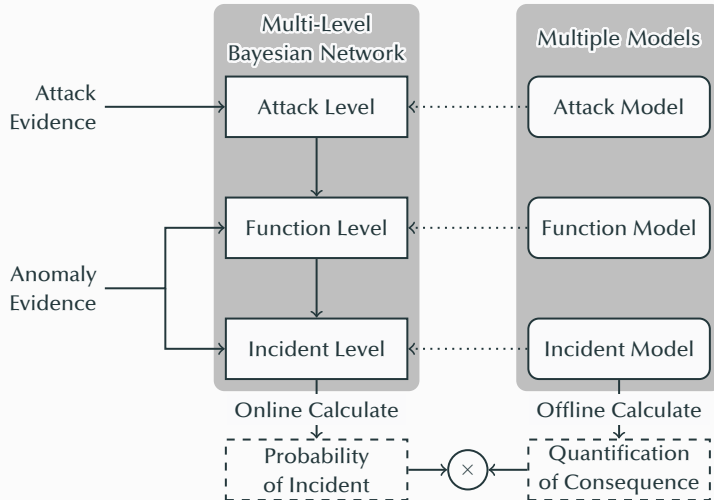 Multi-Level
Bayesian Network
Multiple Models
Attack
Evidence
Attack Level
Attack Model
Function Level
Function Model
Anomaly
Evidence
Incident Level
Incident Model
Online Calculate
Offline Calculate
Probability
of Incident
×
Quantification
of Consequence